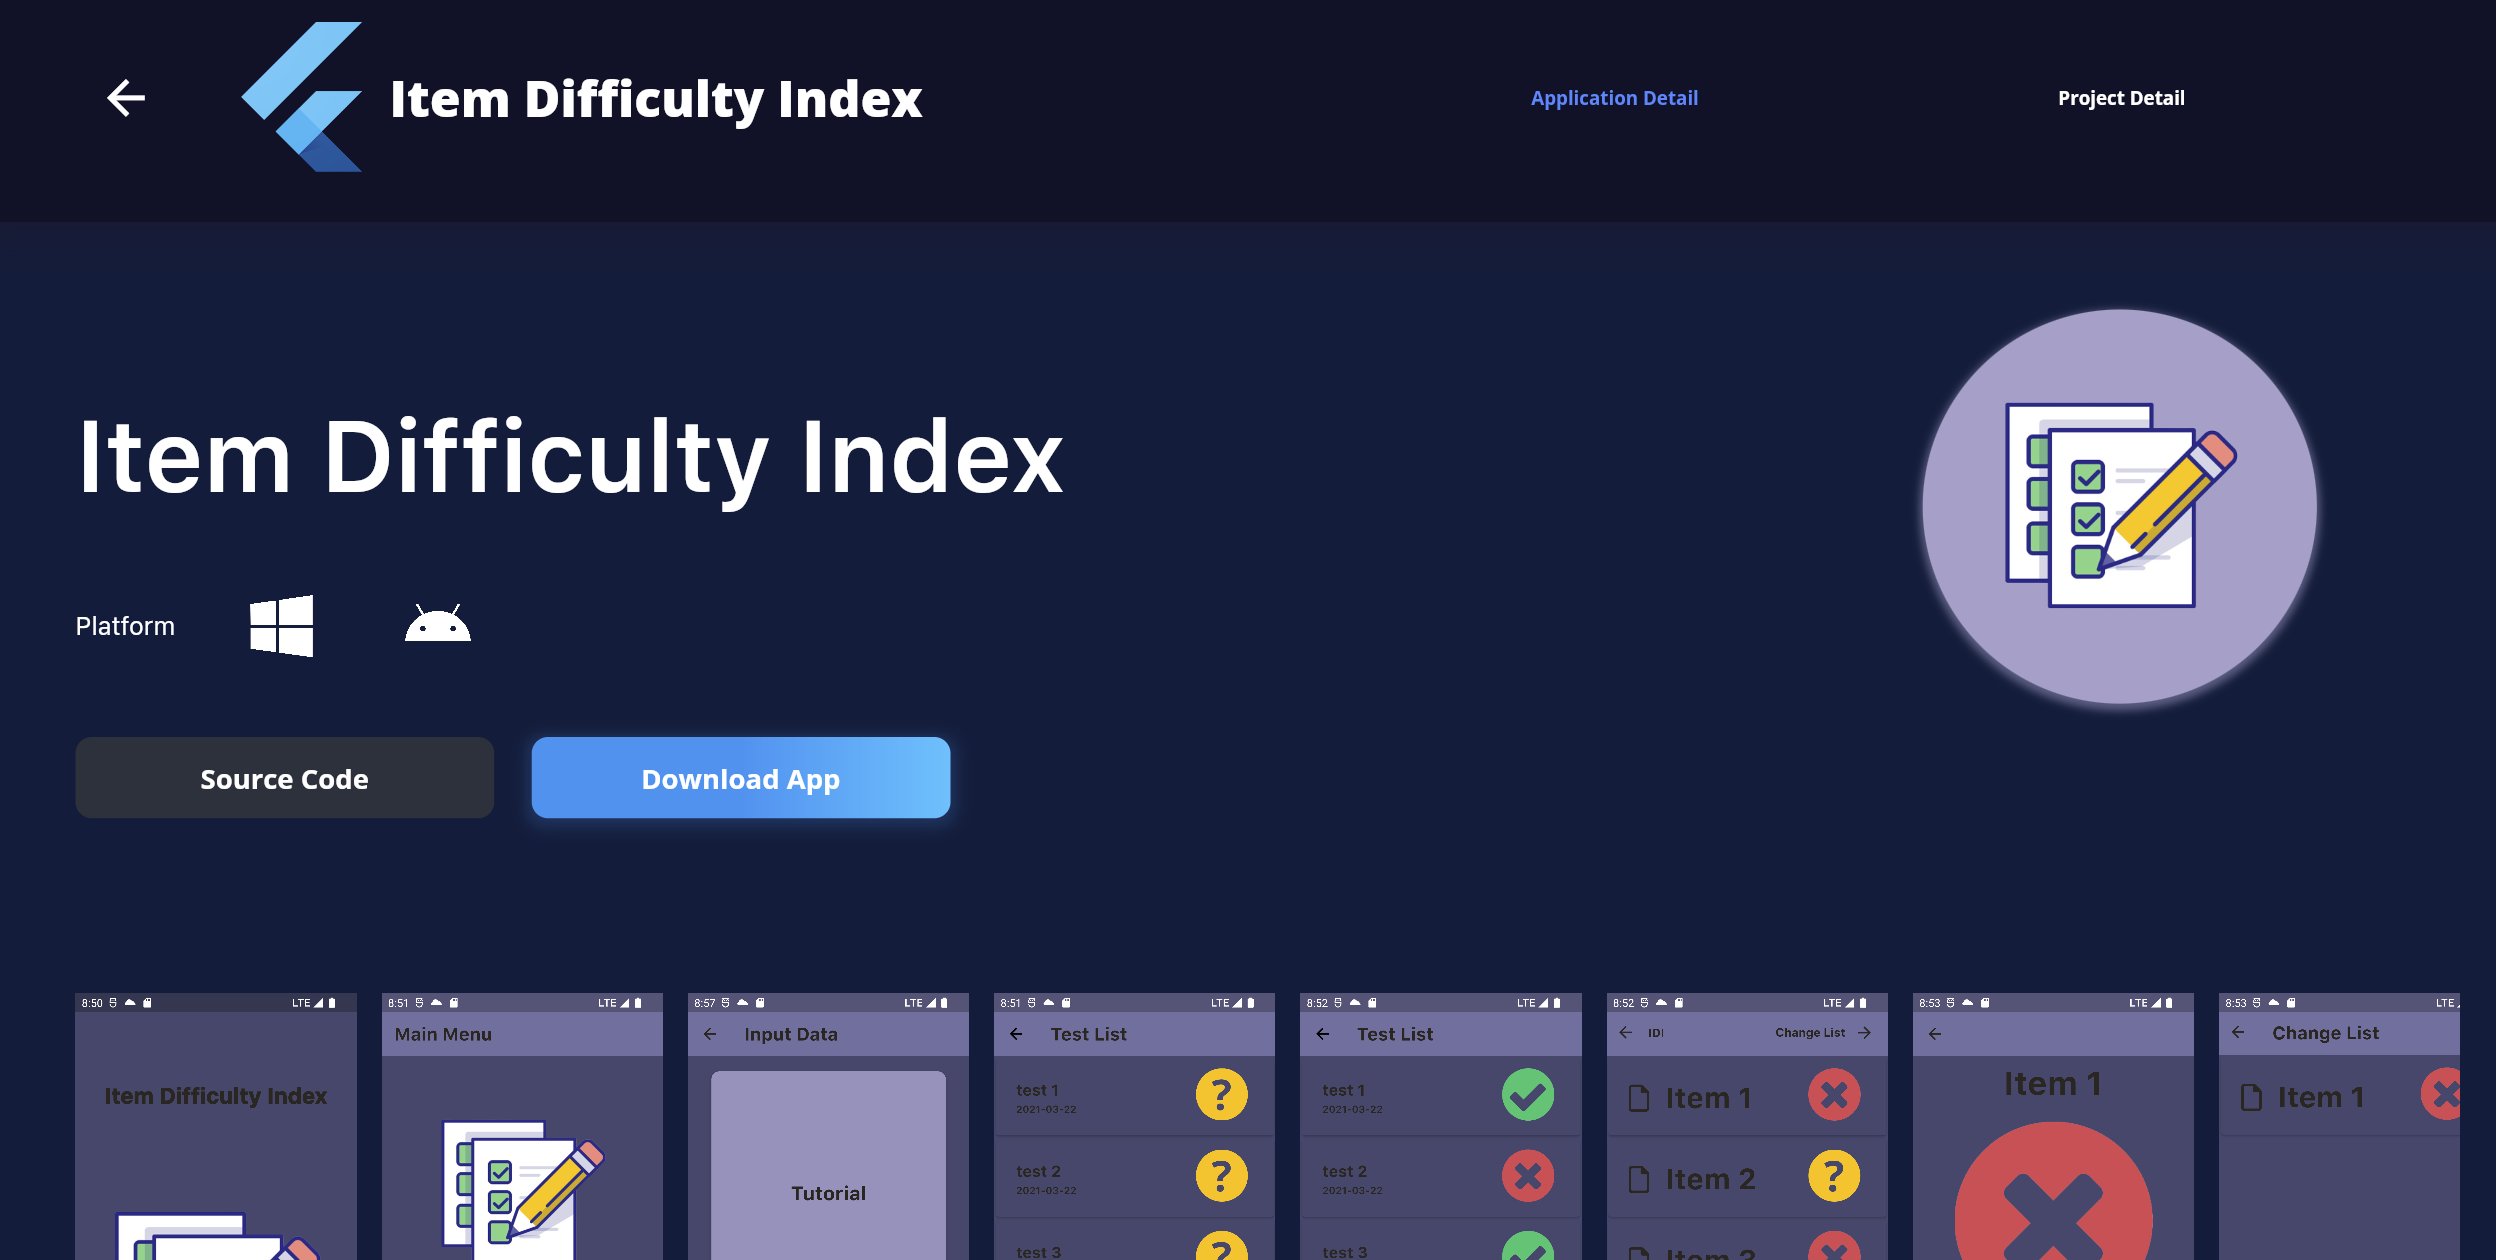 Item Difficulty Index
Application Detail
Project Detail
Item Difficulty Index
Platform
Source Code
Download App
8:50 LTE
Item Difficulty Index
8:51 LTE
Main Menu
8:57 LTE
Input Data
Tutorial
8:51 LTE
Test List
test 1
2021-03-22
test 2
2021-03-22
test 3
8:52 LTE
Test List
test 1
2021-03-22
test 2
2021-03-22
test 3
8:52 LTE
IDI
Change List
Item 1
Item 2
Item 3
8:53 LTE
Item 1
8:53 LTE
Change List
Item 1